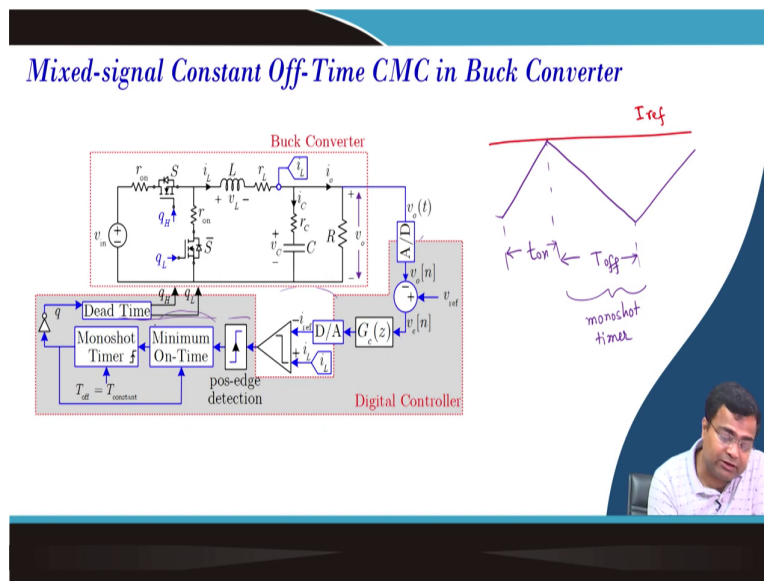 Mixed-signal Constant Off-Time CMC in Buck Converter
Buck Converter
r_on
S
i_L
L
r_L
i_L
i_o
+ v_L −
q_H
r_on
i_C
r_C
v_in
q_L
S̄
+
v_C
−
C
R
+
v_o
−
v_o(t)
A/D
v_o[n]
−
+
v_ref
v_e[n]
q
Dead Time
q_H
q_L
Monoshot
Timer
Minimum
On-Time
T_off = T_constant
pos-edge
detection
− i_ref
+ i_L
i_L
D/A
G_c(z)
Digital Controller
Iref
ton
Toff
monoshot
timer